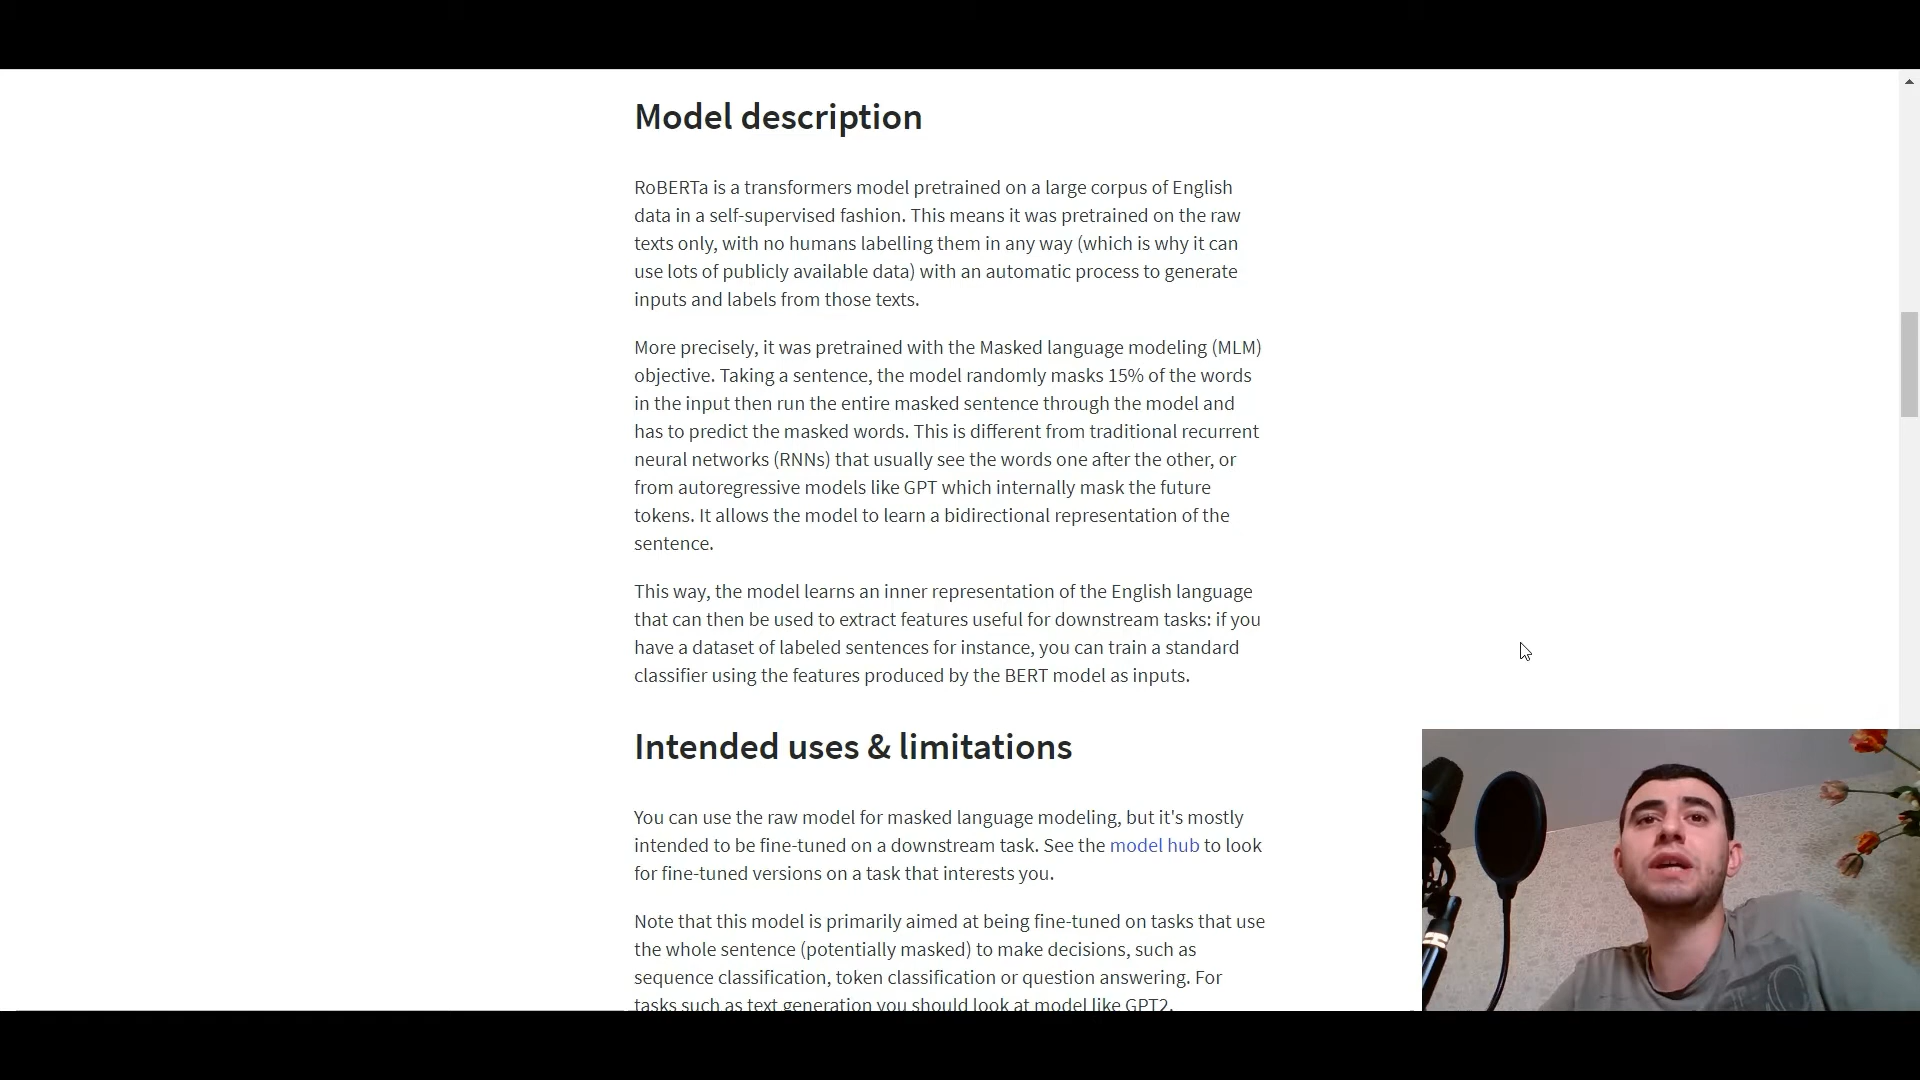 Model description
RoBERTa is a transformers model pretrained on a large corpus of English
data in a self-supervised fashion. This means it was pretrained on the raw
texts only, with no humans labelling them in any way (which is why it can
use lots of publicly available data) with an automatic process to generate
inputs and labels from those texts.
More precisely, it was pretrained with the Masked language modeling (MLM)
objective. Taking a sentence, the model randomly masks 15% of the words
in the input then run the entire masked sentence through the model and
has to predict the masked words. This is different from traditional recurrent
neural networks (RNNs) that usually see the words one after the other, or
from autoregressive models like GPT which internally mask the future
tokens. It allows the model to learn a bidirectional representation of the
sentence.
This way, the model learns an inner representation of the English language
that can then be used to extract features useful for downstream tasks: if you
have a dataset of labeled sentences for instance, you can train a standard
classifier using the features produced by the BERT model as inputs.
Intended uses & limitations
You can use the raw model for masked language modeling, but it's mostly
intended to be fine-tuned on a downstream task. See the model hub to look
for fine-tuned versions on a task that interests you.
Note that this model is primarily aimed at being fine-tuned on tasks that use
the whole sentence (potentially masked) to make decisions, such as
sequence classification, token classification or question answering. For
tasks such as text generation you should look at model like GPT2.